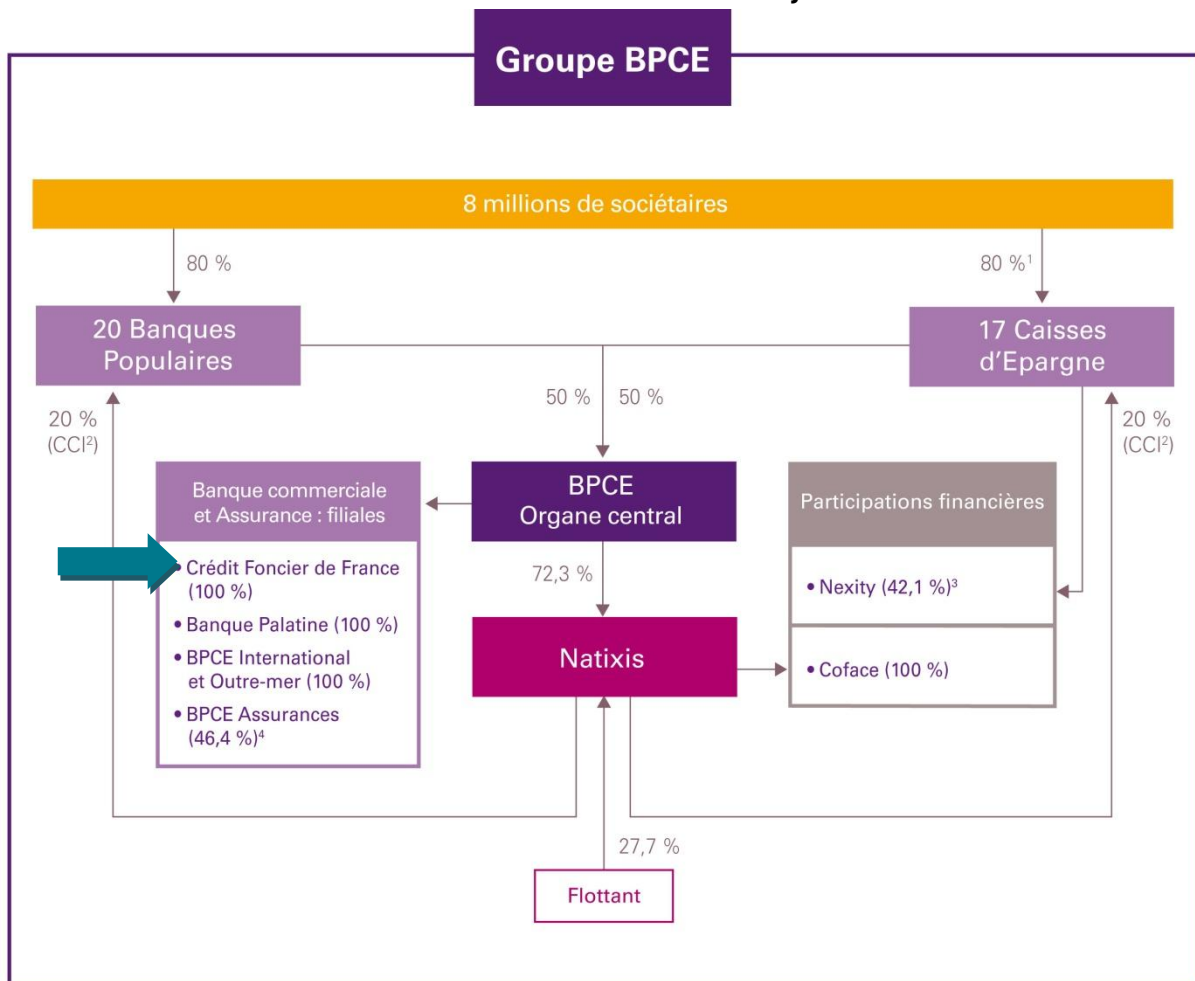 Groupe BPCE
8 millions de sociétaires
80 %
80 %¹
20 Banques
Populaires
17 Caisses
d'Epargne
50 %
50 %
20 %
(CCI²)
20 %
(CCI²)
Banque commerciale
et Assurance : filiales
• Crédit Foncier de France
(100 %)
• Banque Palatine (100 %)
• BPCE International
et Outre-mer (100 %)
• BPCE Assurances
(46,4 %)⁴
BPCE
Organe central
72,3 %
Natixis
Participations financières
• Nexity (42,1 %)³
• Coface (100 %)
27,7 %
Flottant